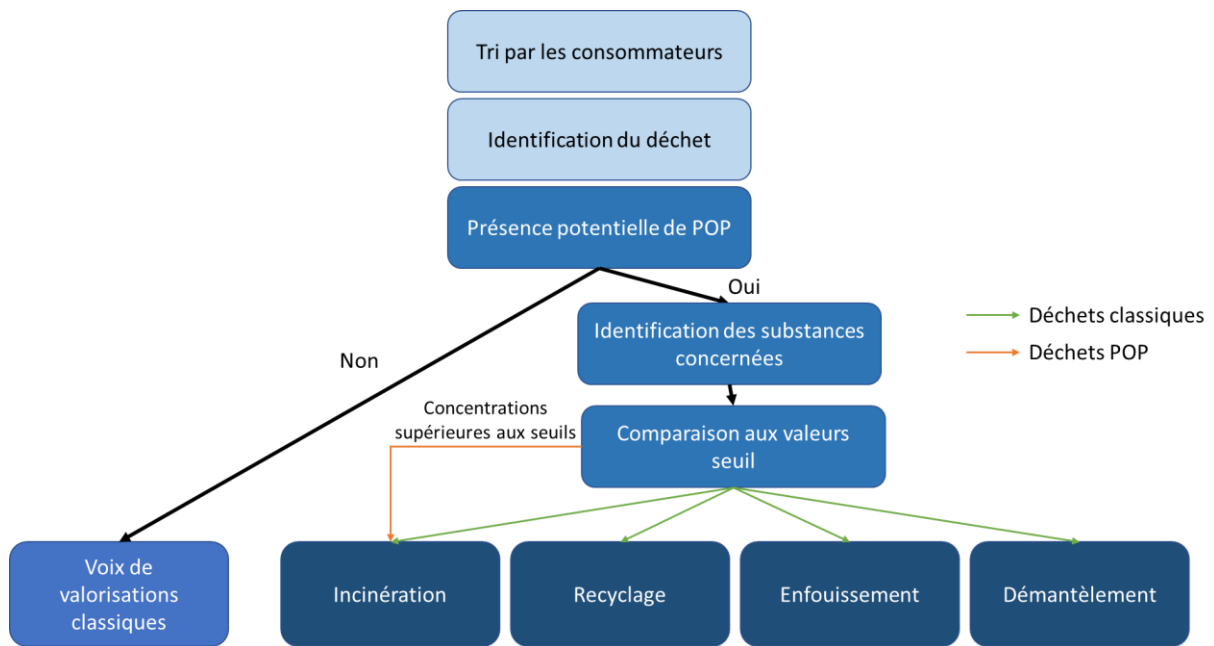 Tri par les consommateurs
Identification du déchet
Présence potentielle de POP
Oui
Identification des substances
concernées
Déchets classiques
Déchets POP
Non
Concentrations
supérieures aux seuils
Comparaison aux valeurs
seuil
Voix de
valorisations
classiques
Incinération
Recyclage
Enfouissement
Démantèlement